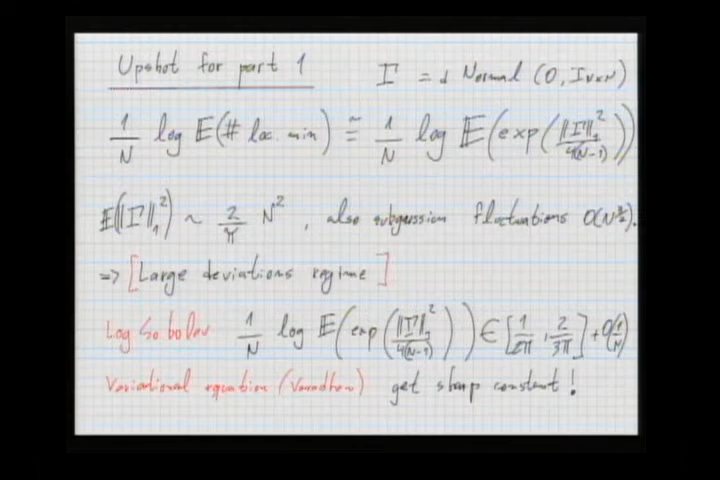 Upshot for part 1
Γ =d Normal (0, I_{N×N})
1/N log 𝔼(# loc. min) ≅ 1/N log 𝔼(exp(‖Γ‖₁²/4(N-1)))
𝔼(‖Γ‖₁²) ~ 2/π N², also subgaussian fluctuations O(N^{3/2}).
=> [Large deviations regime]
Log Sobolev 1/N log 𝔼(exp(‖Γ‖₁²/4(N-1))) ∈ [1/2π, 2/3π] + O(1/N)
Variational equation (Varadhan) get sharp constant!